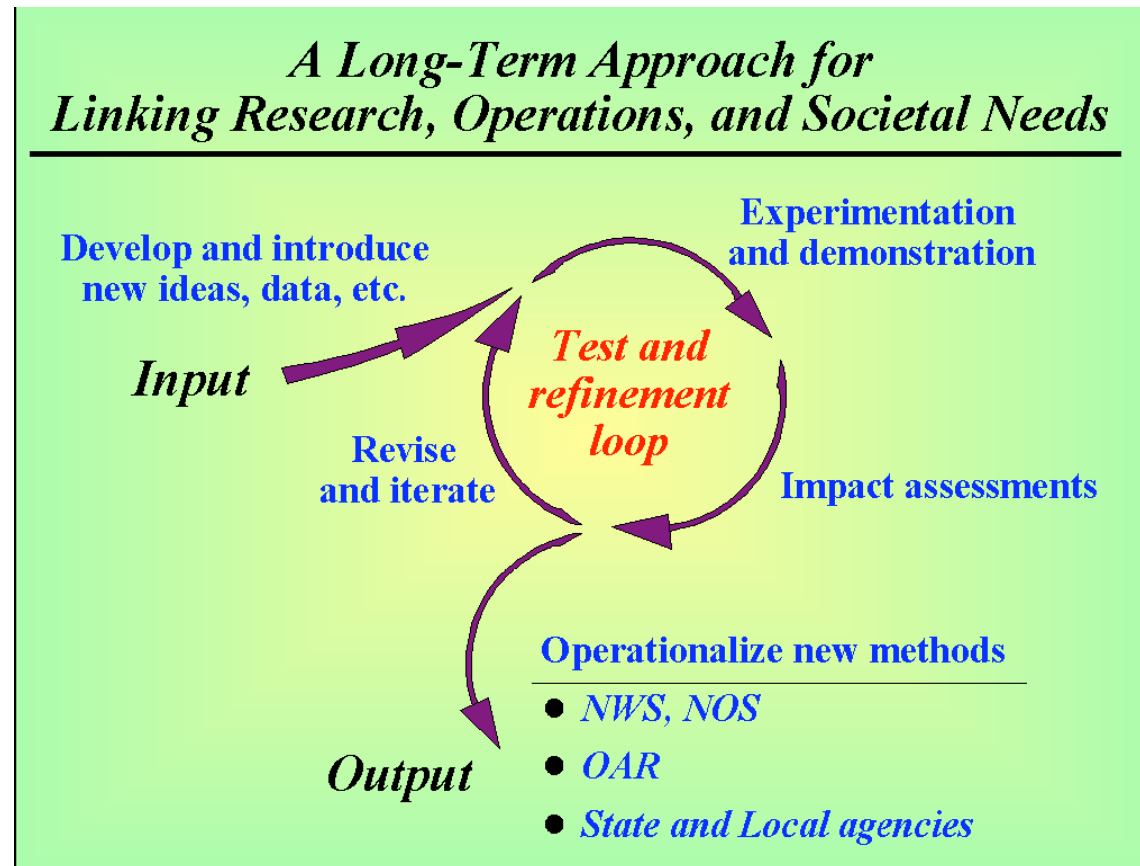 A Long-Term Approach for
Linking Research, Operations, and Societal Needs
Develop and introduce
new ideas, data, etc.
Input
Experimentation
and demonstration
Test and
refinement
loop
Revise
and iterate
Impact assessments
Output
Operationalize new methods
● NWS, NOS
● OAR
● State and Local agencies